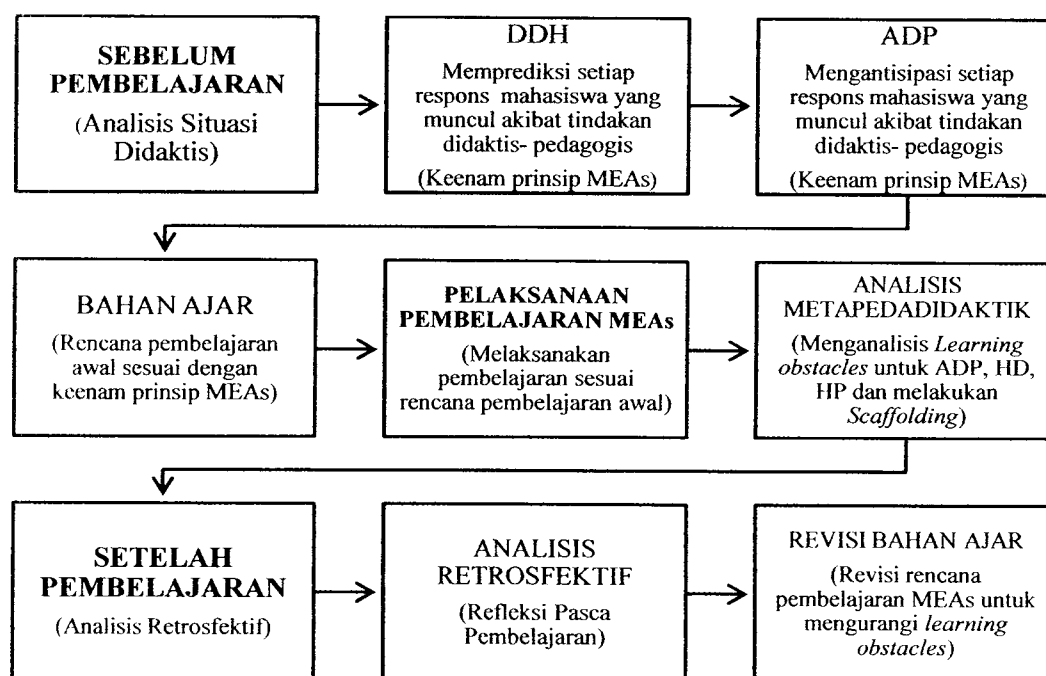 SEBELUM
PEMBELAJARAN
(Analisis Situasi
Didaktis)
DDH
Memprediksi setiap
respons mahasiswa yang
muncul akibat tindakan
didaktis- pedagogis
(Keenam prinsip MEAs)
ADP
Mengantisipasi setiap
respons mahasiswa yang
muncul akibat tindakan
didaktis- pedagogis
(Keenam prinsip MEAs)
BAHAN AJAR
(Rencana pembelajaran
awal sesuai dengan
keenam prinsip MEAs)
PELAKSANAAN
PEMBELAJARAN MEAs
(Melaksanakan
pembelajaran sesuai
rencana pembelajaran awal)
ANALISIS
METAPEDADIDAKTIK
(Menganalisis Learning
obstacles untuk ADP, HD,
HP dan melakukan
Scaffolding)
SETELAH
PEMBELAJARAN
(Analisis Retrosfektif)
ANALISIS
RETROSFEKTIF
(Refleksi Pasca
Pembelajaran)
REVISI BAHAN AJAR
(Revisi rencana
pembelajaran MEAs untuk
mengurangi learning
obstacles)